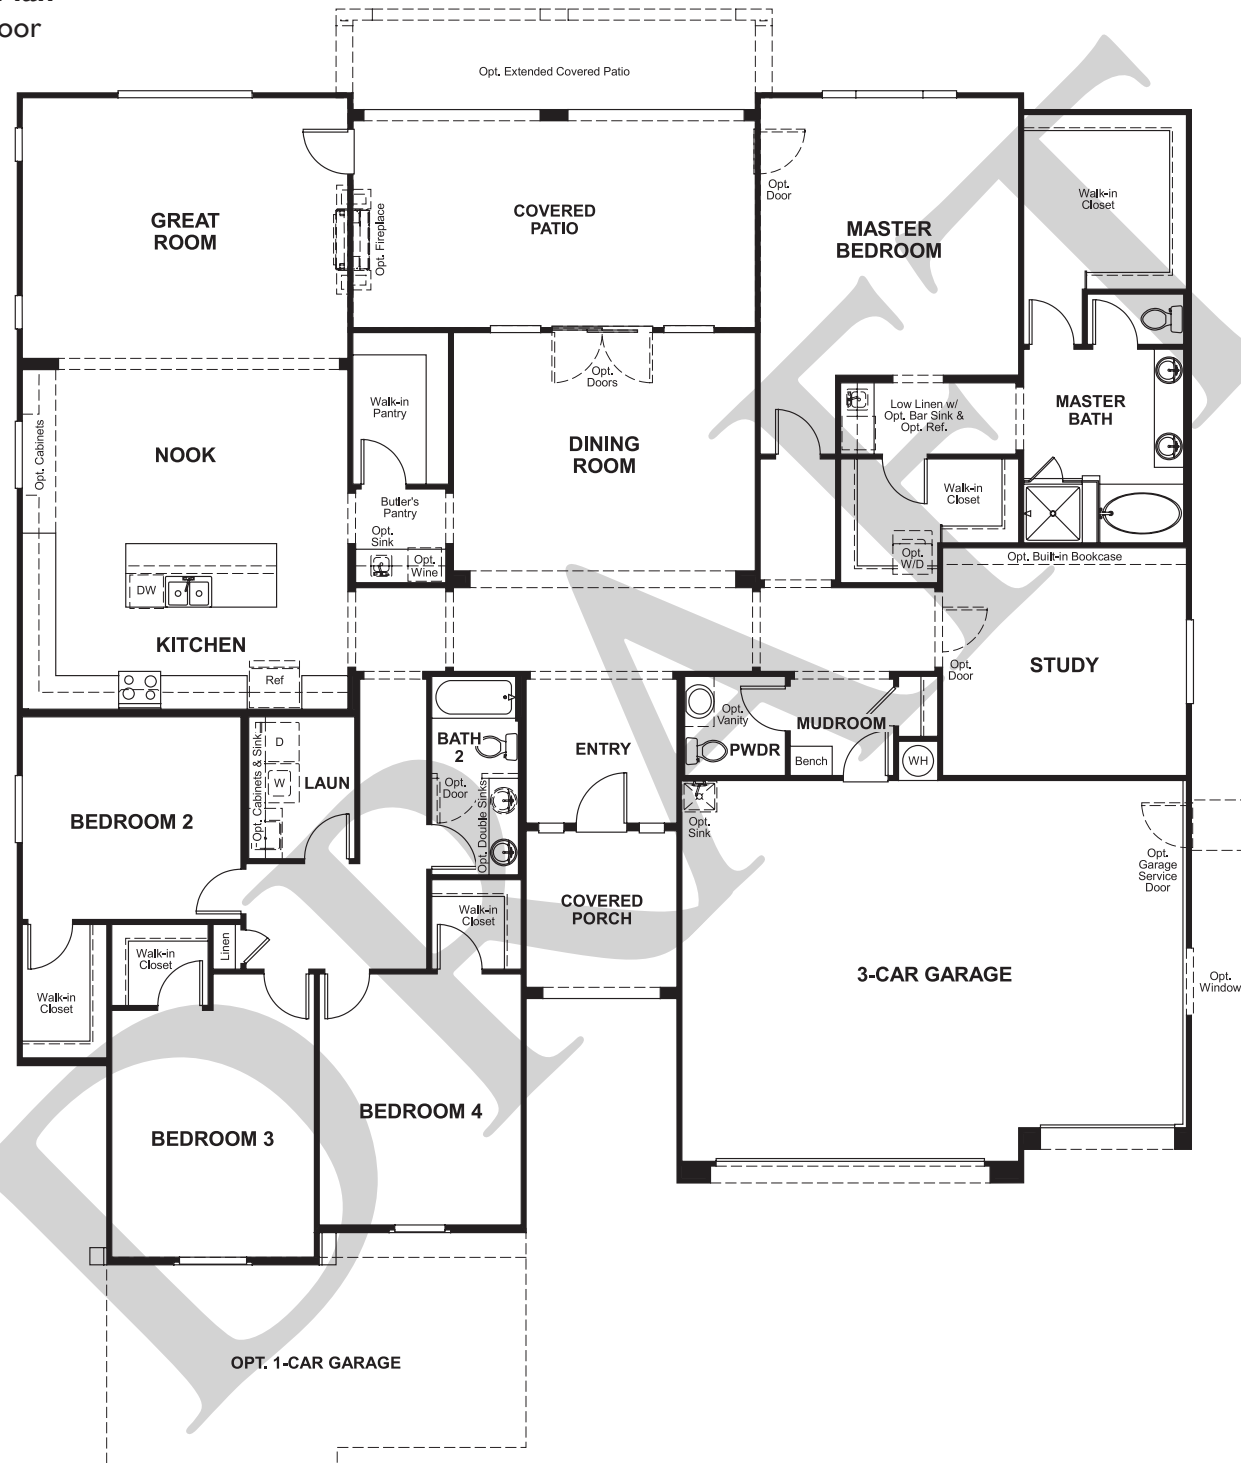 oor
Opt. Extended Covered Patio
GREAT
ROOM
Opt. Fireplace
COVERED
PATIO
Opt.
Door
MASTER
BEDROOM
Walk-in
Closet
Opt.
Doors
Walk-in
Pantry
Low Linen w/
Opt. Bar Sink &
Opt. Ref.
MASTER
BATH
Opt. Cabinets
NOOK
DINING
ROOM
Butler's
Pantry
Opt.
Sink
Opt.
Wine
Walk-in
Closet
Opt.
W/D
Opt. Built-in Bookcase
DW
KITCHEN
Ref
Opt.
Door
STUDY
D
W
Opt. Cabinets & Sink
LAUN
BATH
2
Opt.
Door
Opt. Double Sinks
ENTRY
Opt.
Vanity
PWDR
MUDROOM
Bench
WH
BEDROOM 2
Opt.
Sink
Opt.
Garage
Service
Door
COVERED
PORCH
Walk-in
Closet
Linen
Walk-in
Closet
Walk-in
Closet
3-CAR GARAGE
Opt.
Window
BEDROOM 4
BEDROOM 3
OPT. 1-CAR GARAGE
DRAFT